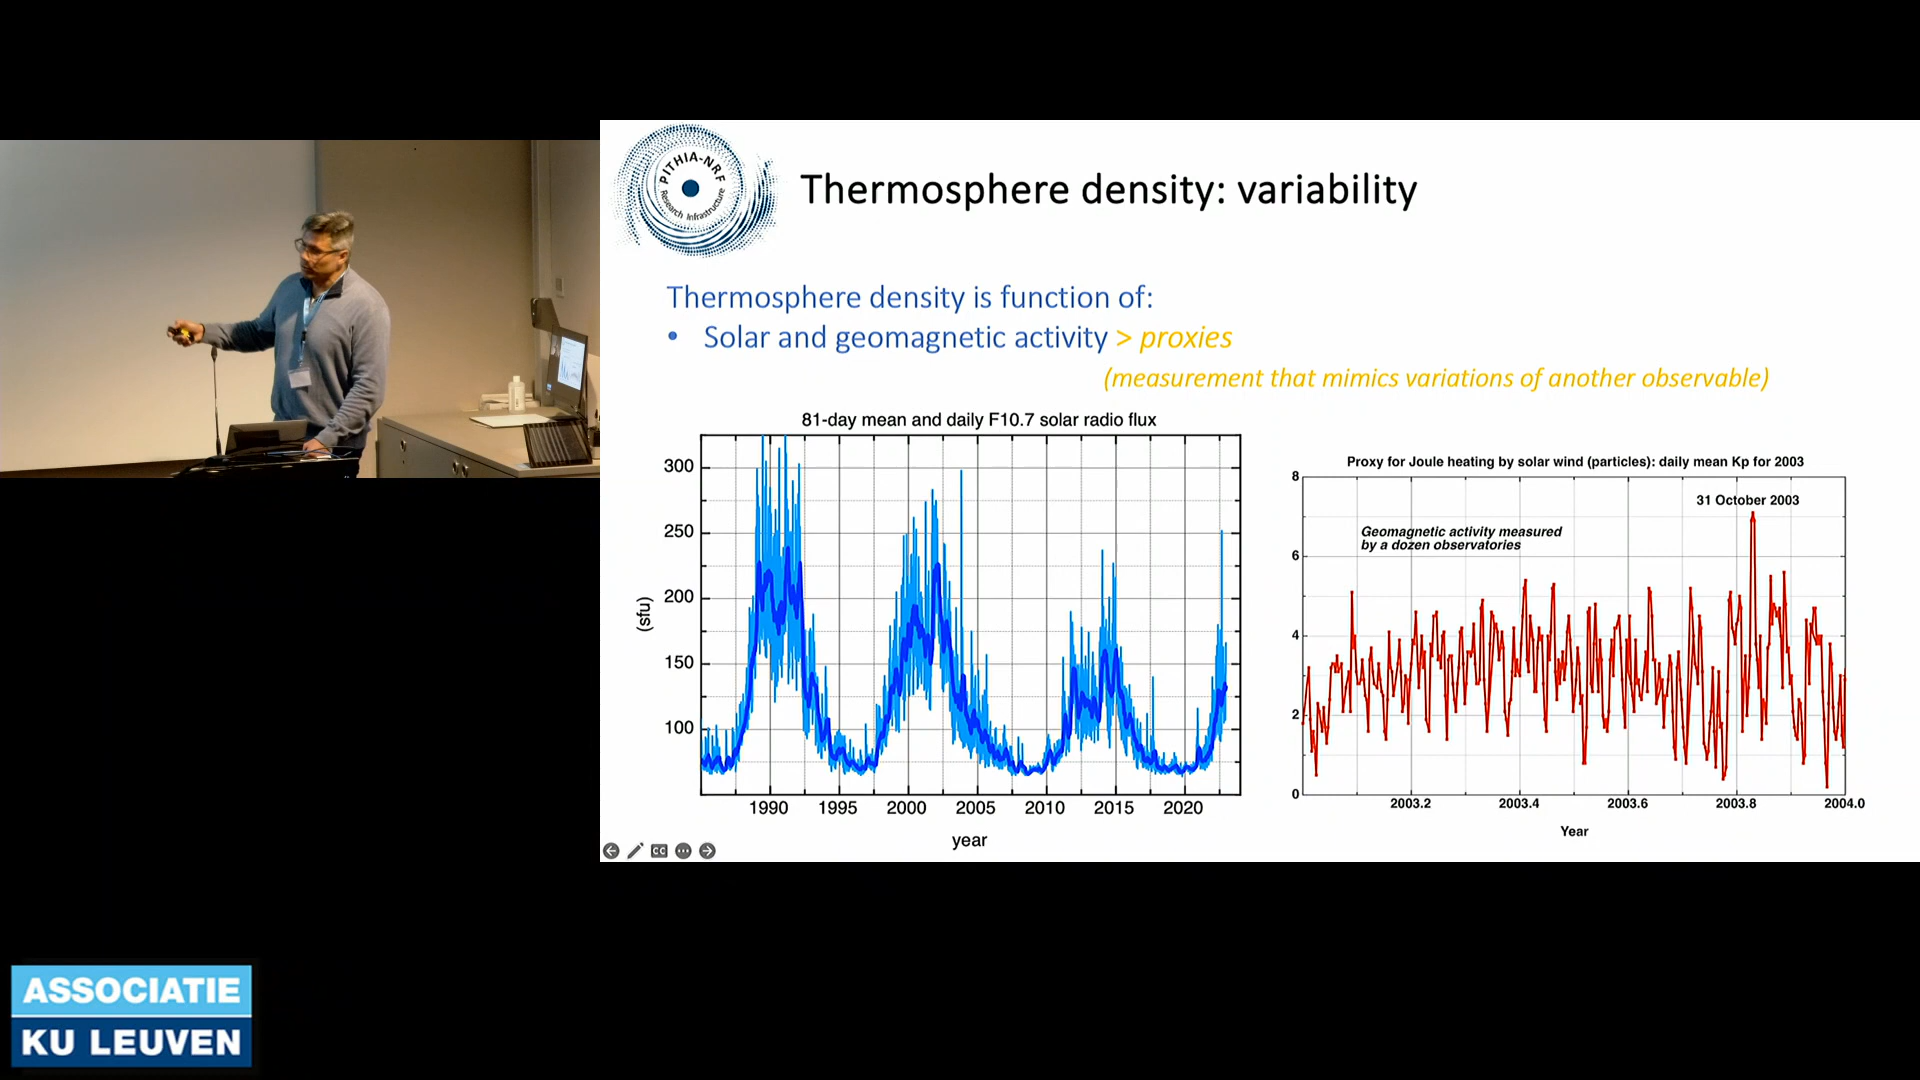 PITHIA-NRF
Research Infrastructure
Thermosphere density: variability
Thermosphere density is function of:
• Solar and geomagnetic activity > proxies
(measurement that mimics variations of another observable)
81-day mean and daily F10.7 solar radio flux
300
250
200
150
100
(sfu)
1990 1995 2000 2005 2010 2015 2020
year
Proxy for Joule heating by solar wind (particles): daily mean Kp for 2003
31 October 2003
Geomagnetic activity measured
by a dozen observatories
8
6
4
2
0
2003.2 2003.4 2003.6 2003.8 2004.0
Year
CC
ASSOCIATIE
KU LEUVEN